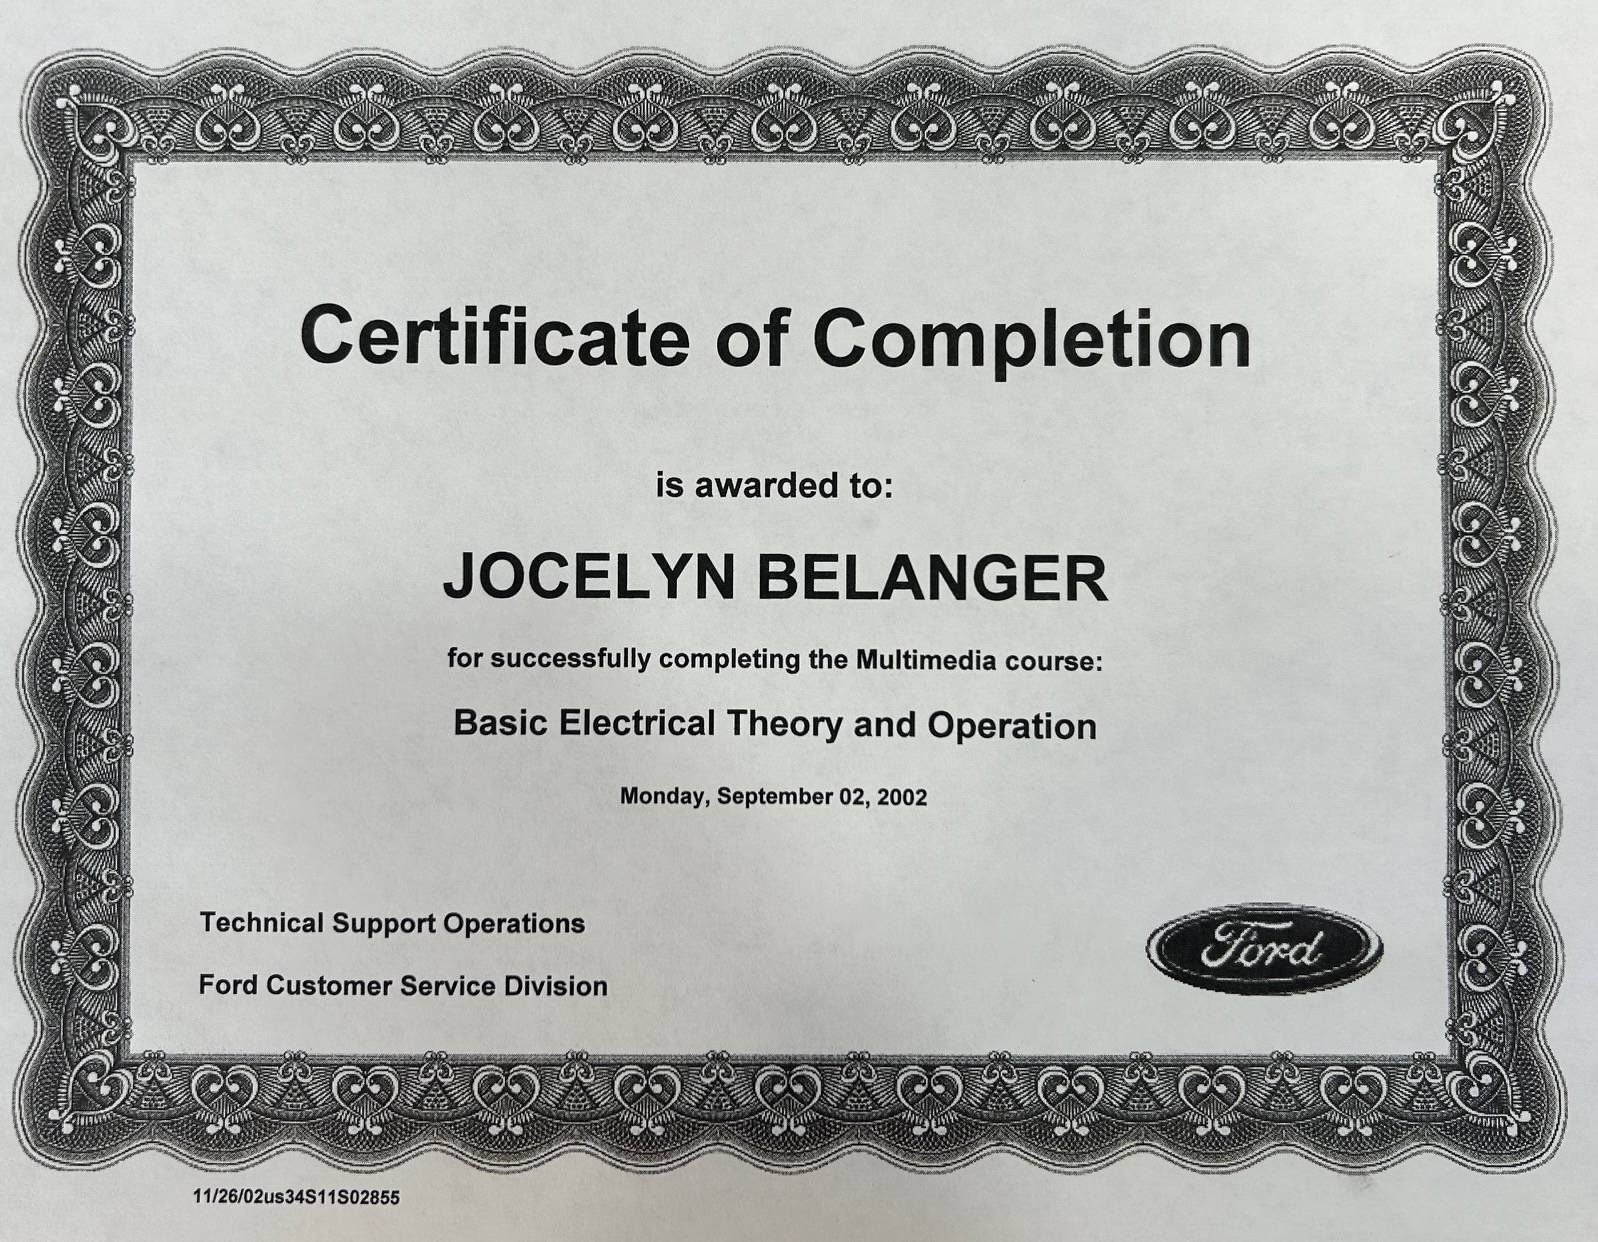 Certificate of Completion
is awarded to:
JOCELYN BELANGER
for successfully completing the Multimedia course:
Basic Electrical Theory and Operation
Monday, September 02, 2002
Technical Support Operations
Ford Customer Service Division
Ford
11/26/02us34S11S02855